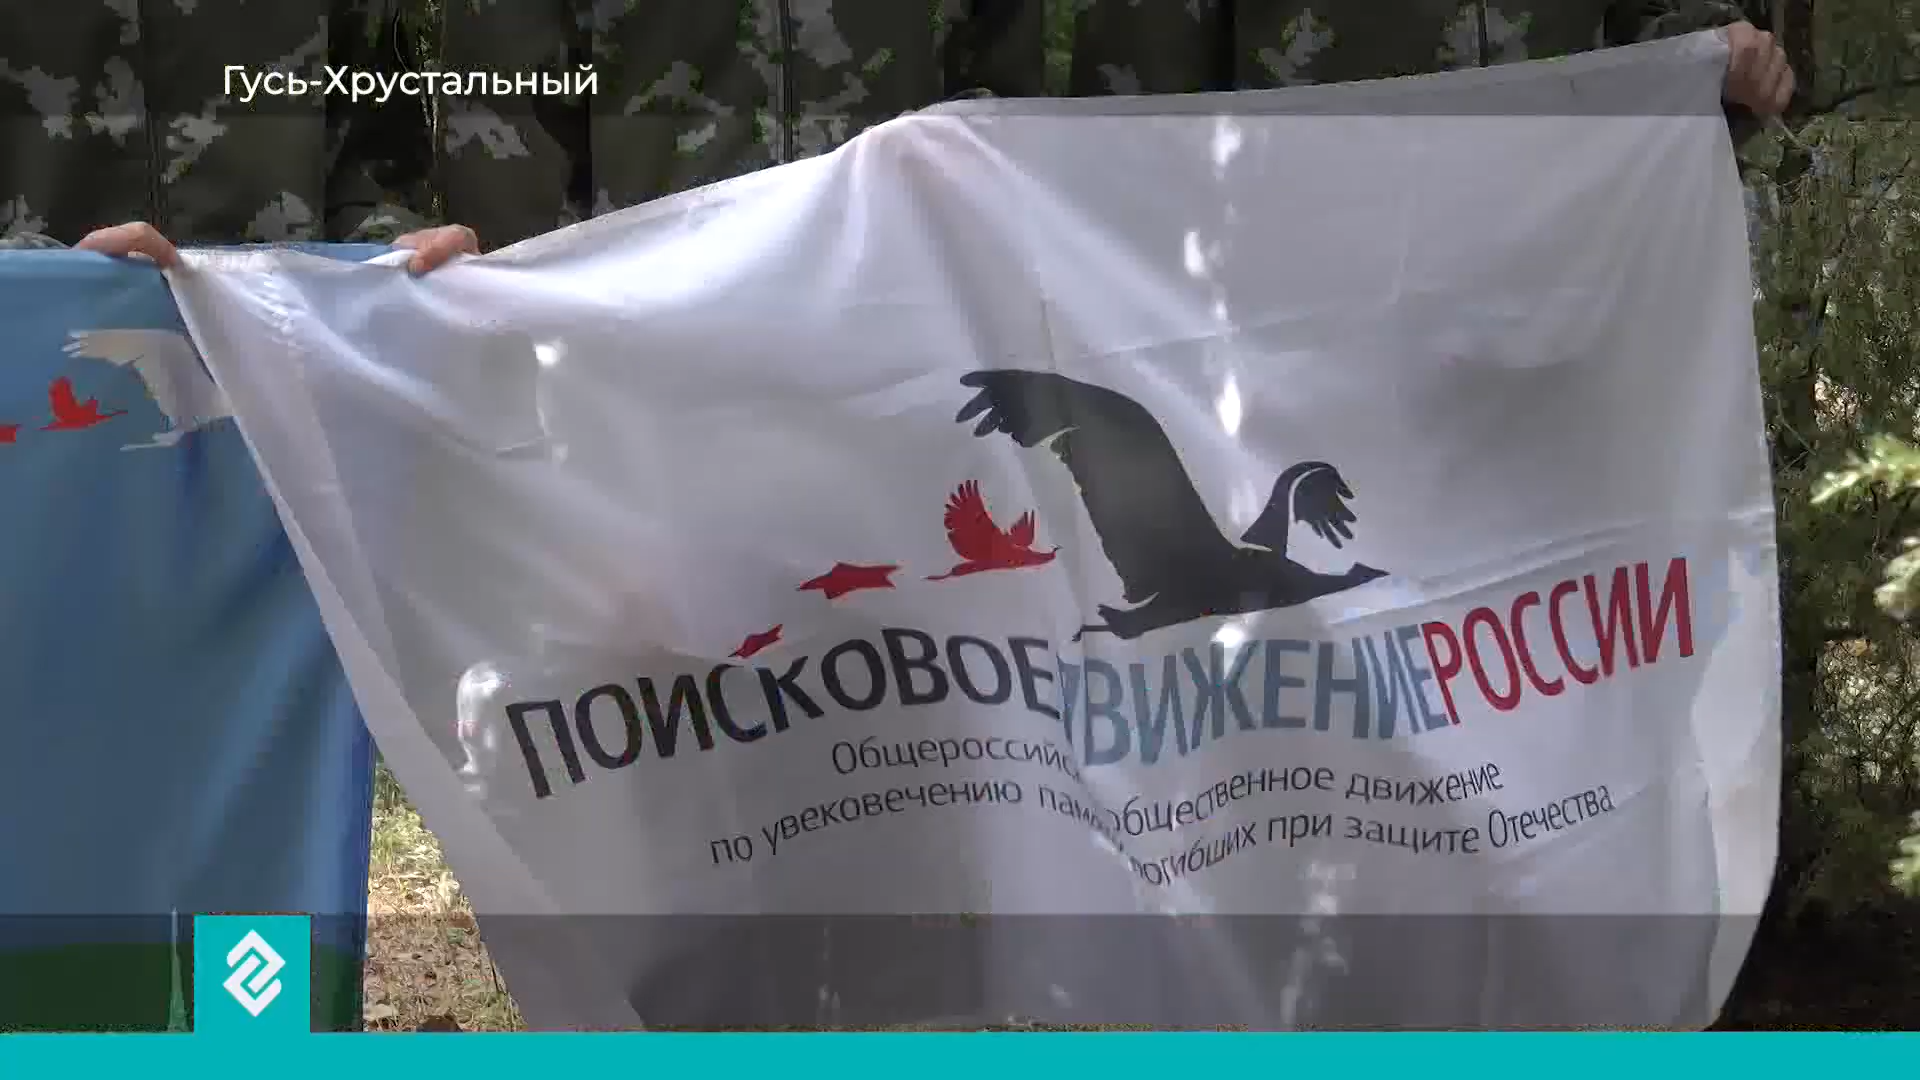 Гусь-Хрустальный
ПОИСКОВОЕ ДВИЖЕНИЕ РОССИИ
Общероссийс общественное движение
по увековечению пам погибших при защите Отечества